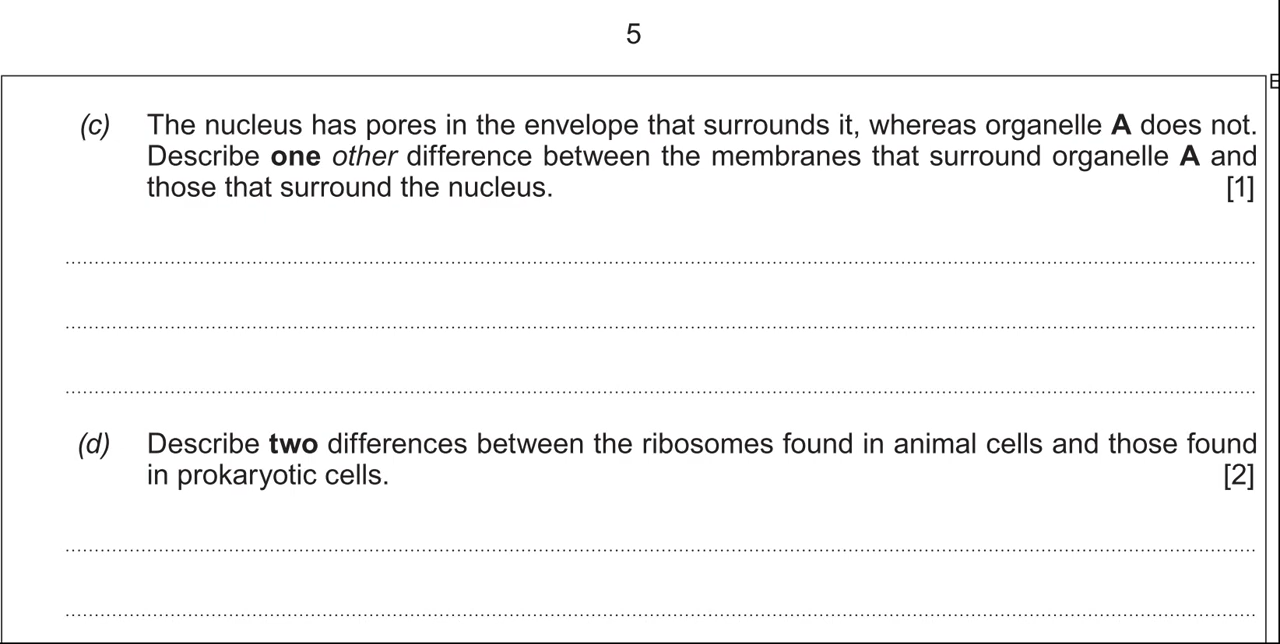 5
(c) The nucleus has pores in the envelope that surrounds it, whereas organelle A does not.
Describe one other difference between the membranes that surround organelle A and
those that surround the nucleus. [1]
(d) Describe two differences between the ribosomes found in animal cells and those found
in prokaryotic cells. [2]